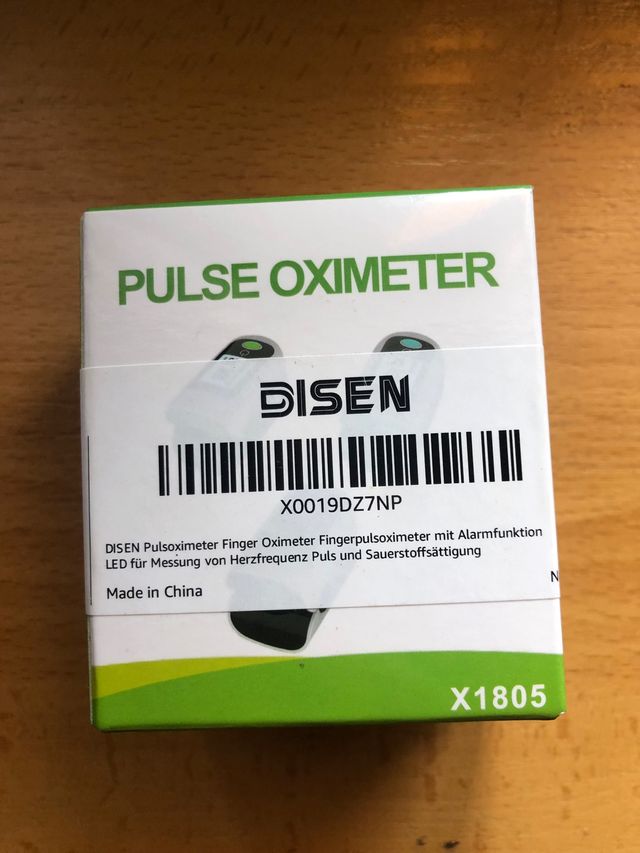 PULSE OXIMETER
DISEN
X0019DZ7NP
DISEN Pulsoximeter Finger Oximeter Fingerpulsoximeter mit Alarmfunktion
LED für Messung von Herzfrequenz Puls und Sauerstoffsättigung
N
Made in China
X1805